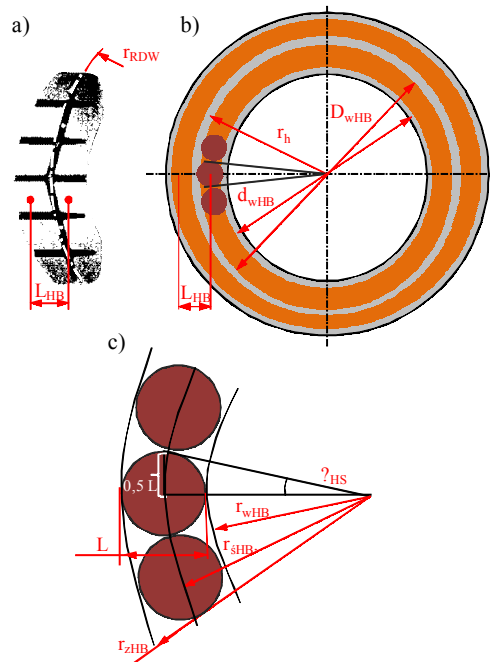 a)
r_RDW
L_HB
b)
D_wHB
r_h
d_wHB
L_HB
c)
0,5 L
?_HS
r_wHB
L
r_śHB,
r_zHB